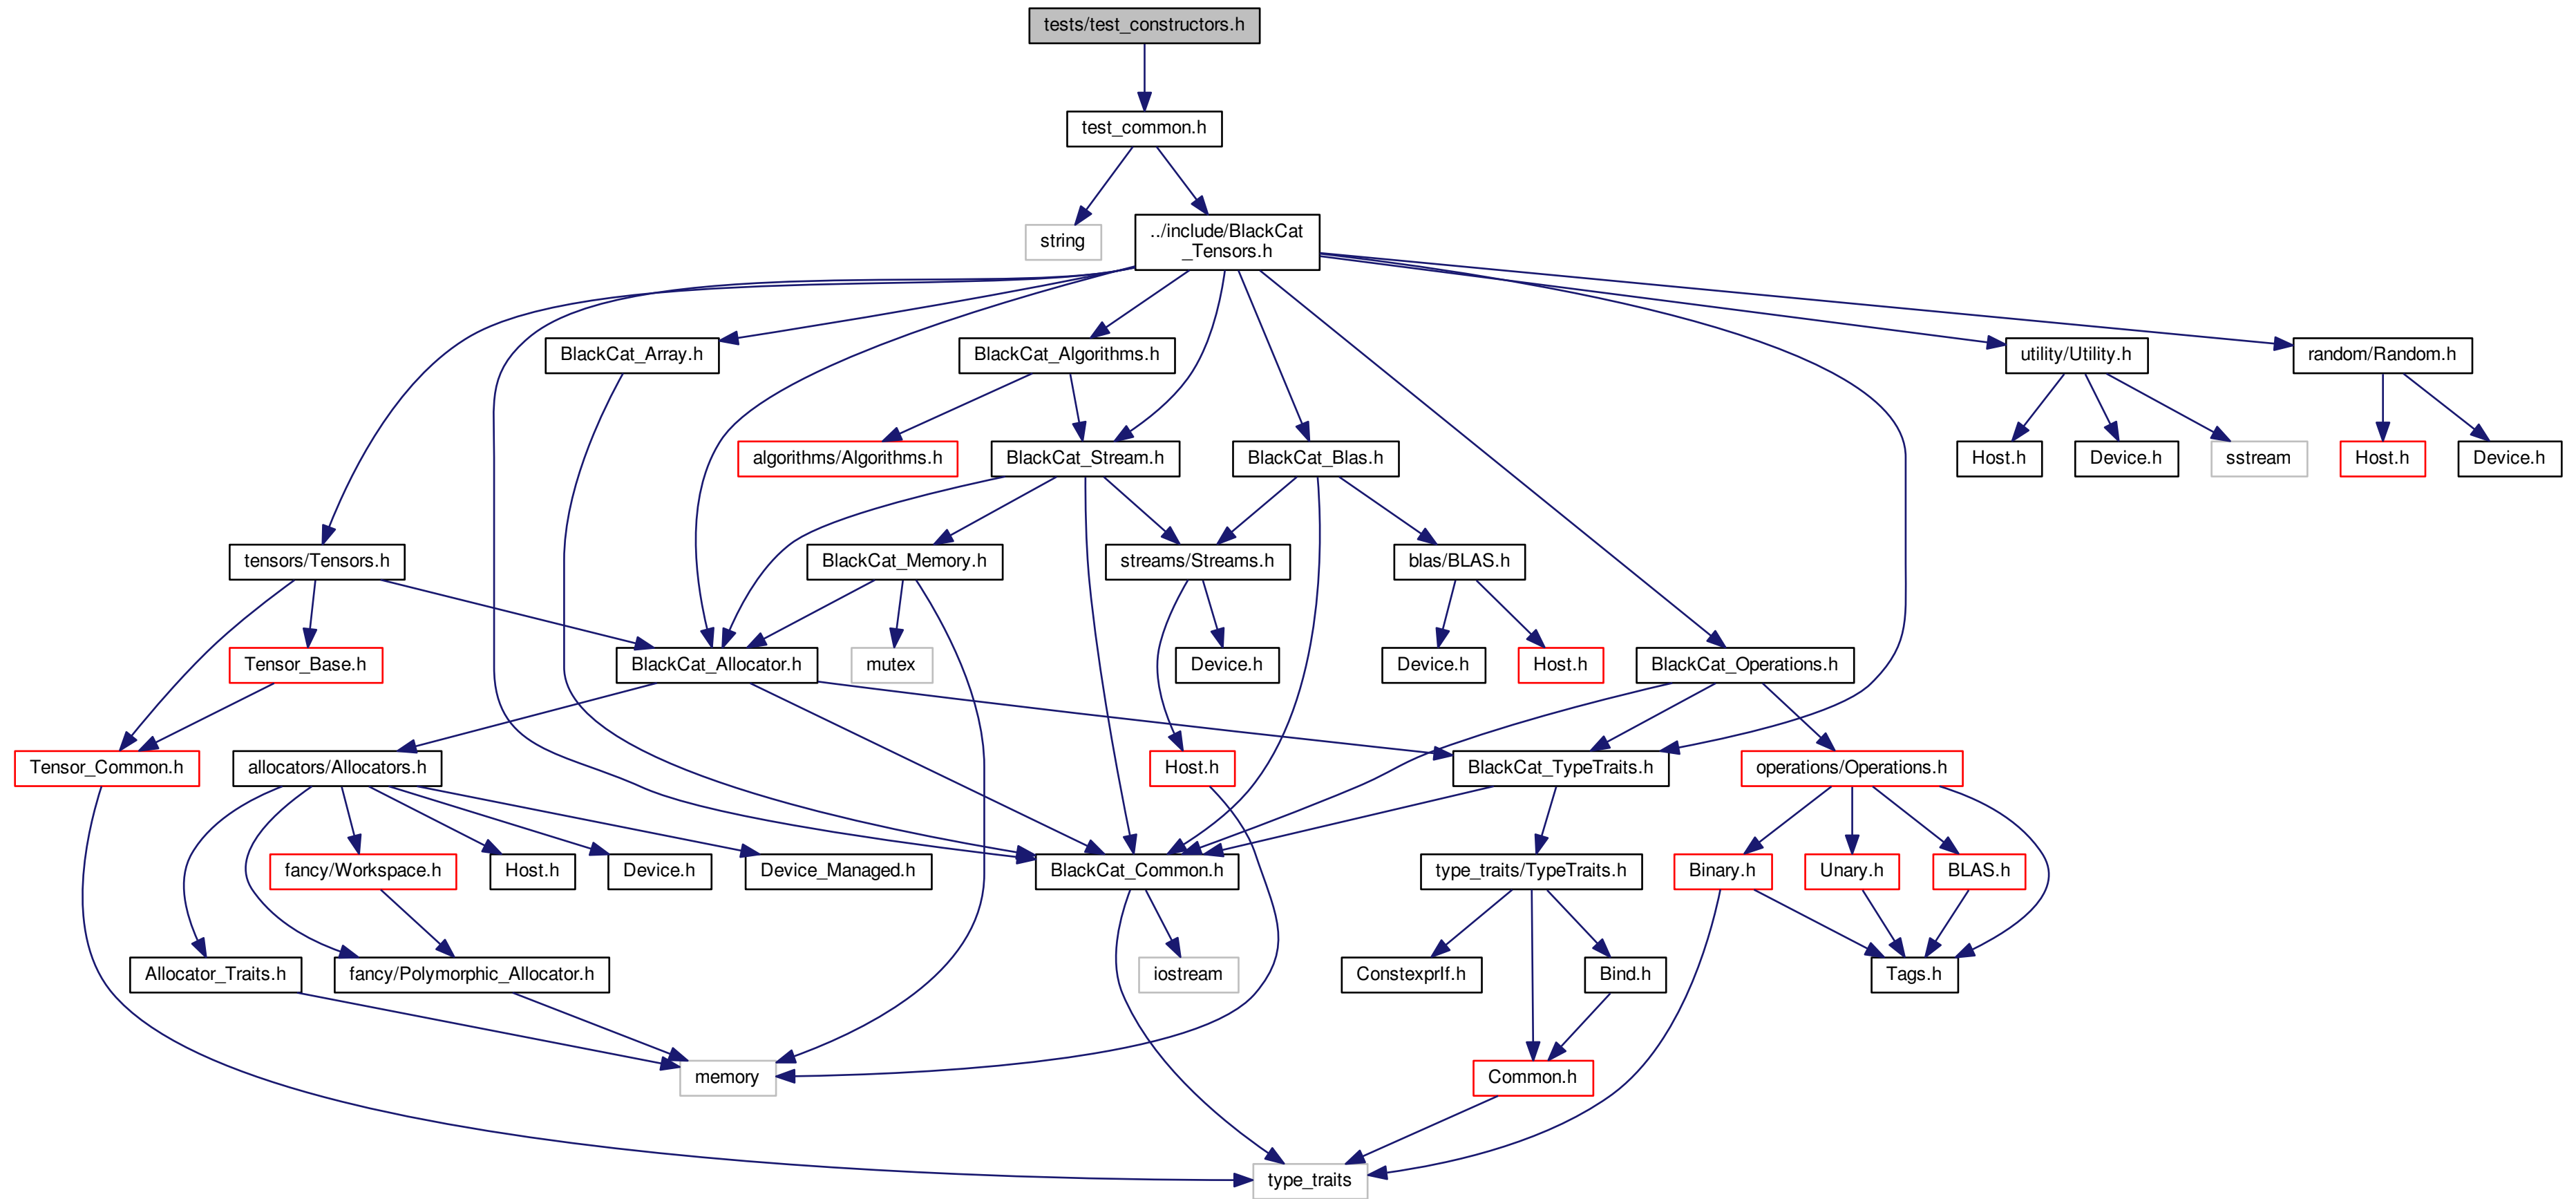 tests/test_constructors.h
test_common.h
string
../include/BlackCat
_Tensors.h
BlackCat_Array.h
BlackCat_Algorithms.h
utility/Utility.h
random/Random.h
algorithms/Algorithms.h
BlackCat_Stream.h
BlackCat_Blas.h
Host.h
Device.h
sstream
Host.h
Device.h
tensors/Tensors.h
BlackCat_Memory.h
streams/Streams.h
blas/BLAS.h
Tensor_Base.h
BlackCat_Allocator.h
mutex
Device.h
Device.h
Host.h
BlackCat_Operations.h
Tensor_Common.h
allocators/Allocators.h
Host.h
BlackCat_TypeTraits.h
operations/Operations.h
fancy/Workspace.h
Host.h
Device.h
Device_Managed.h
BlackCat_Common.h
type_traits/TypeTraits.h
Binary.h
Unary.h
BLAS.h
Allocator_Traits.h
fancy/Polymorphic_Allocator.h
iostream
ConstexprIf.h
Bind.h
Tags.h
memory
Common.h
type_traits